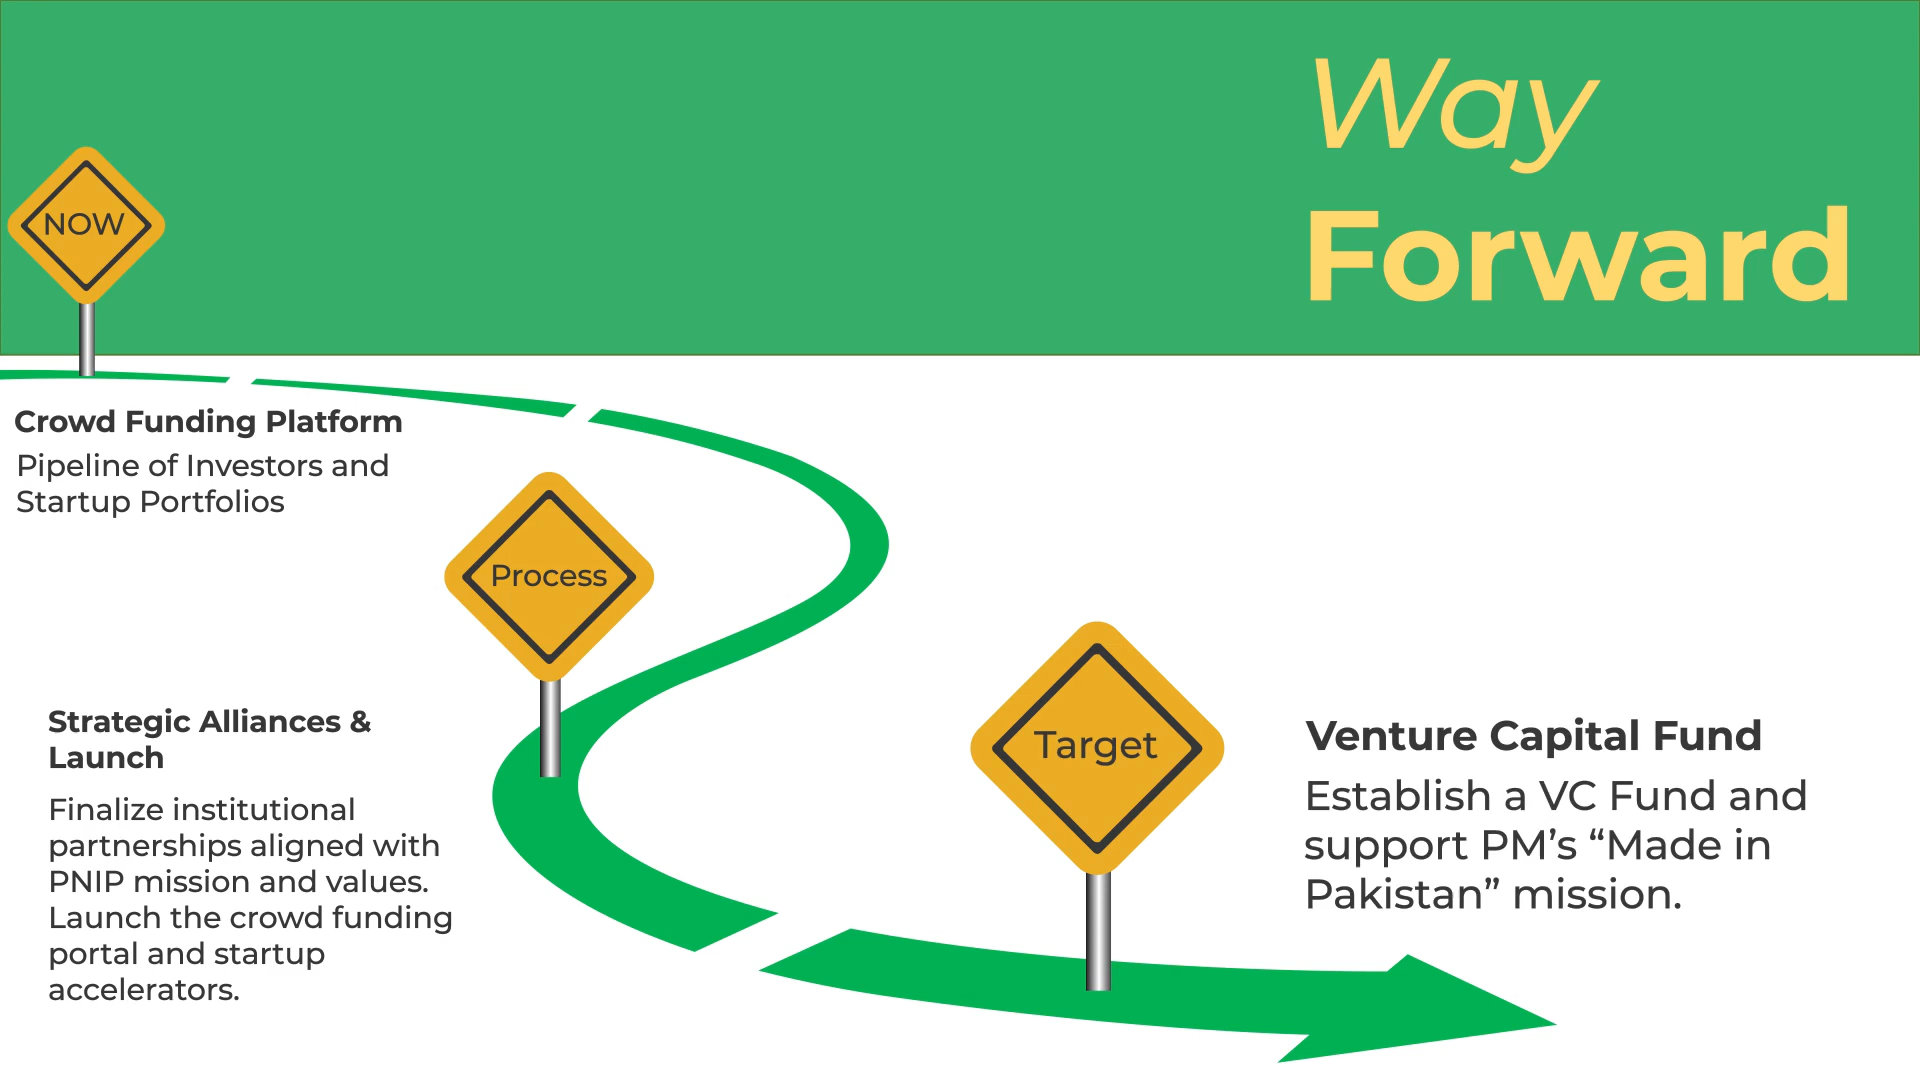 Way
Forward
NOW
Crowd Funding Platform
Pipeline of Investors and
Startup Portfolios
Process
Strategic Alliances &
Launch
Finalize institutional
partnerships aligned with
PNIP mission and values.
Launch the crowd funding
portal and startup
accelerators.
Target
Venture Capital Fund
Establish a VC Fund and
support PM’s “Made in
Pakistan” mission.